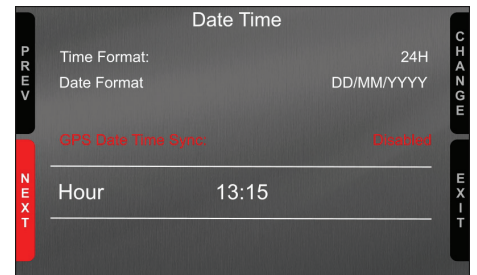 Date Time
PREV
CHANGE
Time Format: 24H
Date Format DD/MM/YYYY
GPS Date Time Sync: Disabled
NEXT
EXIT
Hour 13:15